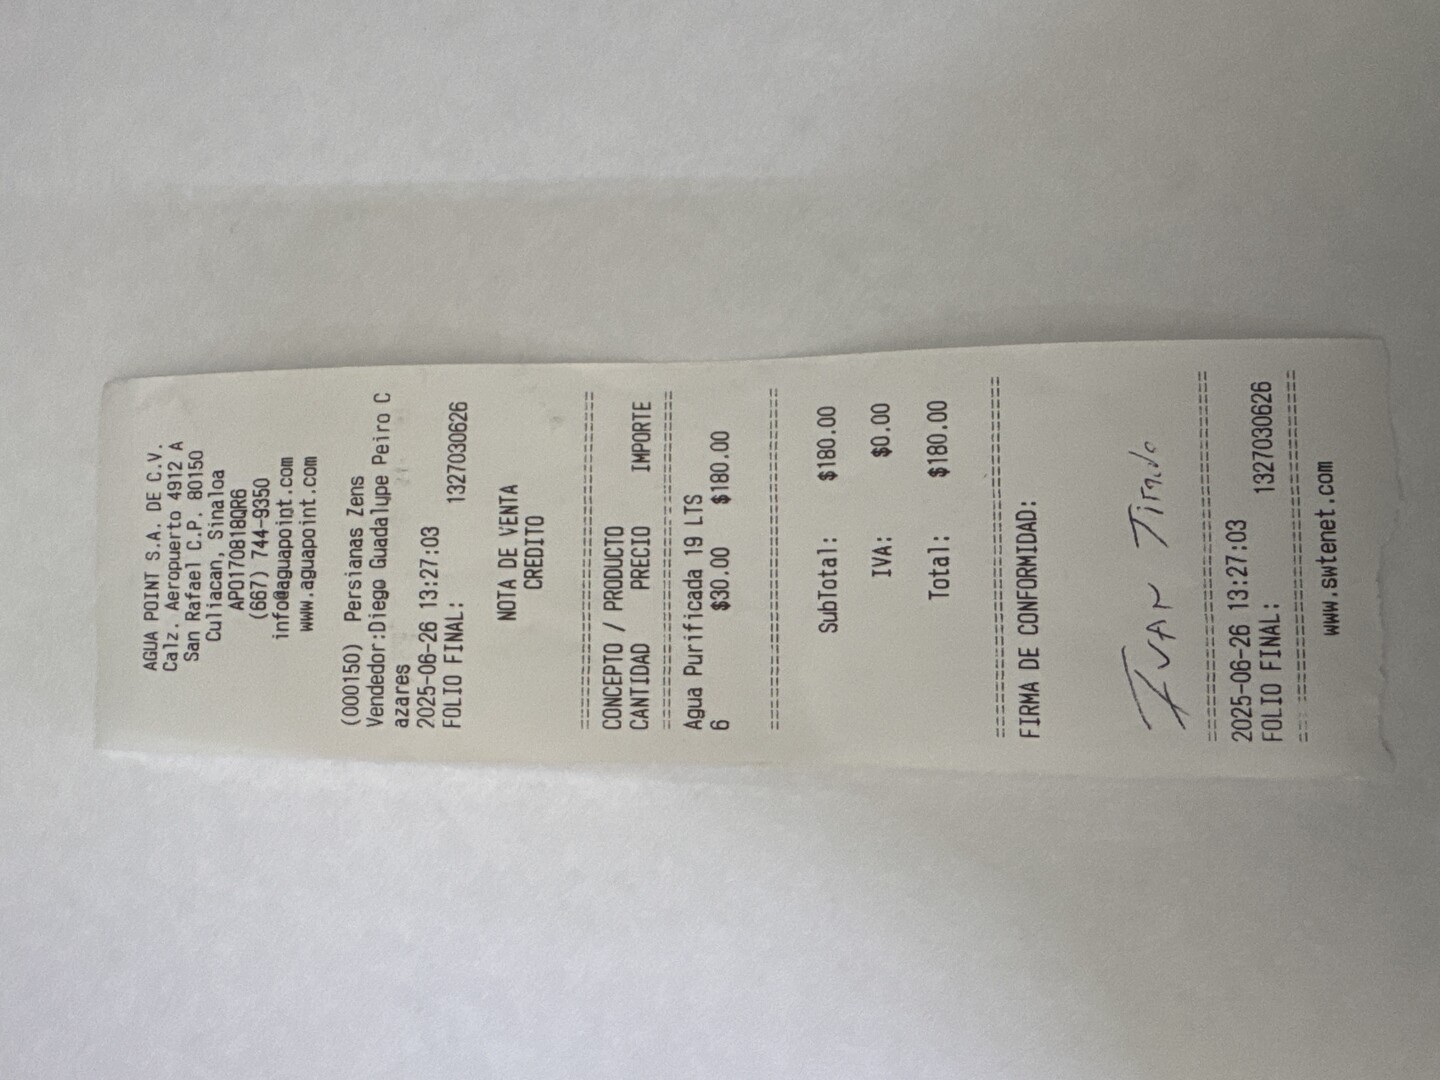 AGUA POINT S.A. DE C.V.
Calz. Aeropuerto 4912 A
San Rafael C.P. 80150
Culiacan, Sinaloa
APO170818QR6
(667) 744-9350
info@aguapoint.com
www.aguapoint.com
(000150) Persianas Zens
Vendedor:Diego Guadalupe Peiro C
azares
2025-06-26 13:27:03
FOLIO FINAL: 1327030626
NOTA DE VENTA
CREDITO
================================
CONCEPTO / PRODUCTO
CANTIDAD PRECIO IMPORTE
================================
Agua Purificada 19 LTS
6 $30.00 $180.00
================================
SubTotal: $180.00
IVA: $0.00
Total: $180.00
================================
FIRMA DE CONFORMIDAD:
IVAN Tirado
================================
2025-06-26 13:27:03
FOLIO FINAL: 1327030626
================================
www.swtenet.com